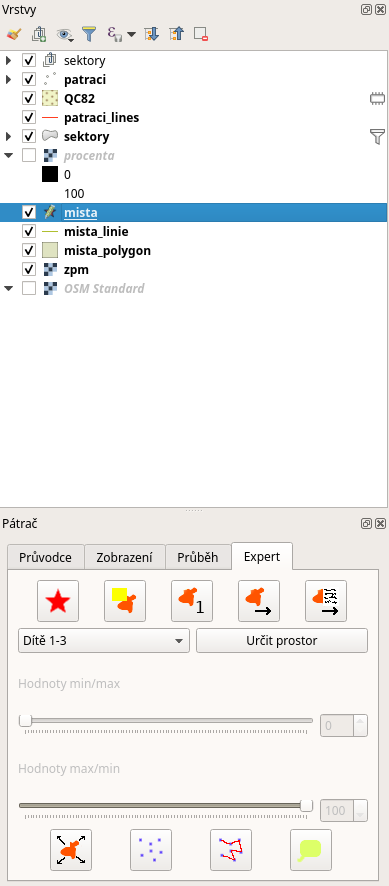 Vrstvy
sektory
patraci
QC82
patraci_lines
sektory
procenta
0
100
mista
mista_linie
mista_polygon
zpm
OSM Standard
Pátrač
Průvodce Zobrazení Průběh Expert
1
Dítě 1-3 Určit prostor
Hodnoty min/max
0
Hodnoty max/min
100